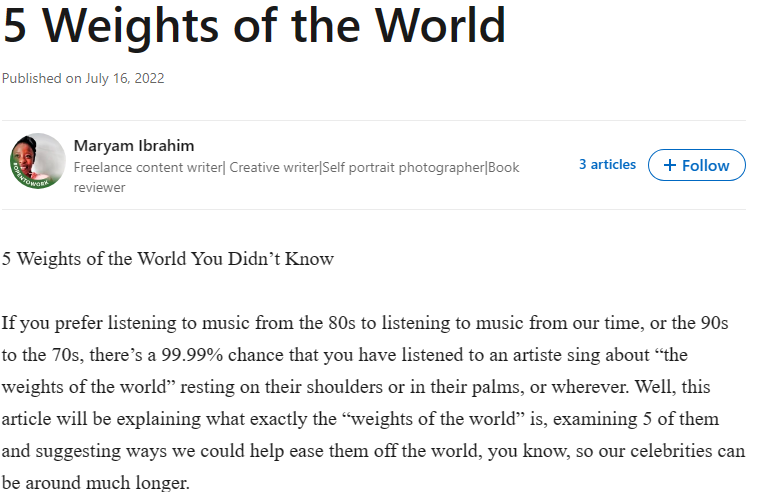 5 Weights of the World
Published on July 16, 2022
Maryam Ibrahim
Freelance content writer| Creative writer|Self portrait photographer|Book
reviewer
3 articles
+ Follow
#OPENTOWORK
5 Weights of the World You Didn’t Know
If you prefer listening to music from the 80s to listening to music from our time, or the 90s
to the 70s, there’s a 99.99% chance that you have listened to an artiste sing about “the
weights of the world” resting on their shoulders or in their palms, or wherever. Well, this
article will be explaining what exactly the “weights of the world” is, examining 5 of them
and suggesting ways we could help ease them off the world, you know, so our celebrities can
be around much longer.